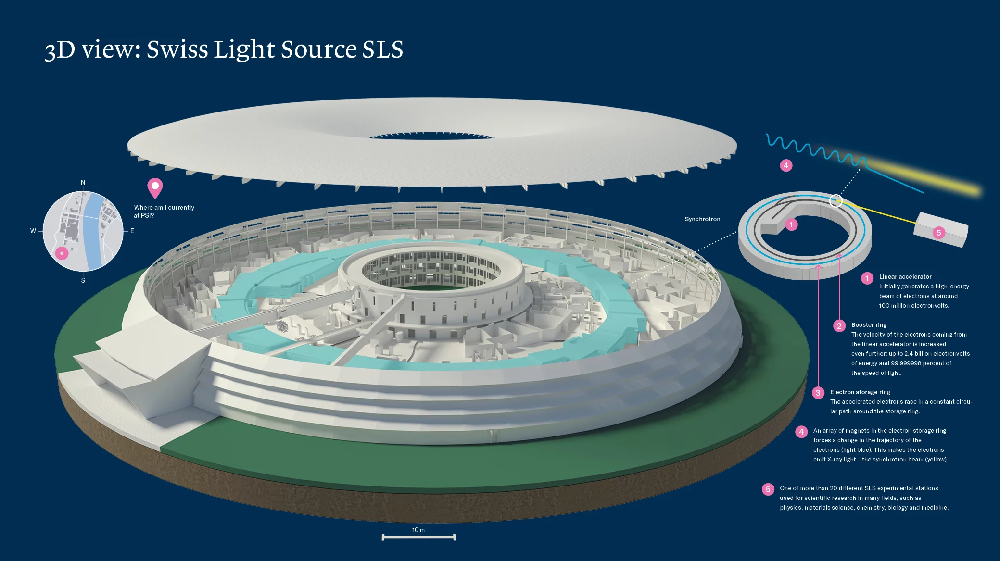 3D view: Swiss Light Source SLS
N
W
E
S
Where am I currently
at PSI?
Synchrotron
4
1
5
1
Linear accelerator
Initially generates a high-energy
beam of electrons at around
100 million electronvolts.
2
Booster ring
The velocity of the electrons coming from
the linear accelerator is increased
even further: up to 2.4 billion electronvolts
of energy and 99.999998 percent of
the speed of light.
3
Electron storage ring
The accelerated electrons race in a constant circu-
lar path around the storage ring.
4
An array of magnets in the electron storage ring
forces a change in the trajectory of the
electrons (light blue). This makes the electrons
emit X-ray light – the synchrotron beam (yellow).
5
One of more than 20 different SLS experimental stations
used for scientific research in many fields, such as
physics, materials science, chemistry, biology and medicine.
10 m